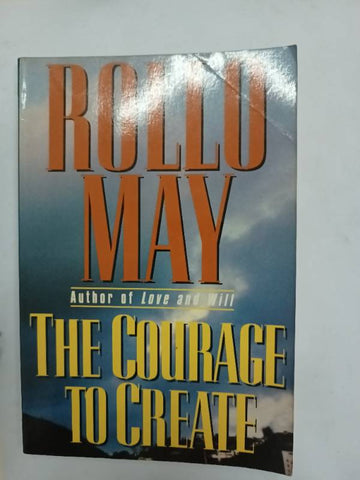 ROLLO
MAY
Author of Love and Will
THE COURAGE
TO CREATE